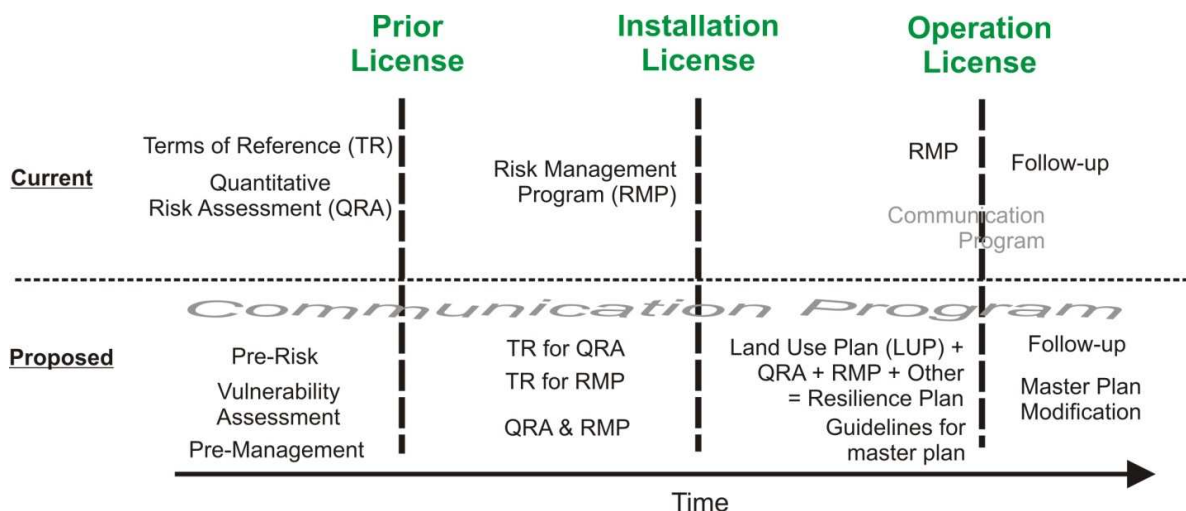 Prior
License
Installation
License
Operation
License
Current
Terms of Reference (TR)
Quantitative
Risk Assessment (QRA)
Risk Management
Program (RMP)
RMP
Communication
Program
Follow-up
Communication Program
Proposed
Pre-Risk
Vulnerability
Assessment
Pre-Management
TR for QRA
TR for RMP
QRA & RMP
Land Use Plan (LUP) +
QRA + RMP + Other
= Resilience Plan
Guidelines for
master plan
Follow-up
Master Plan
Modification
Time